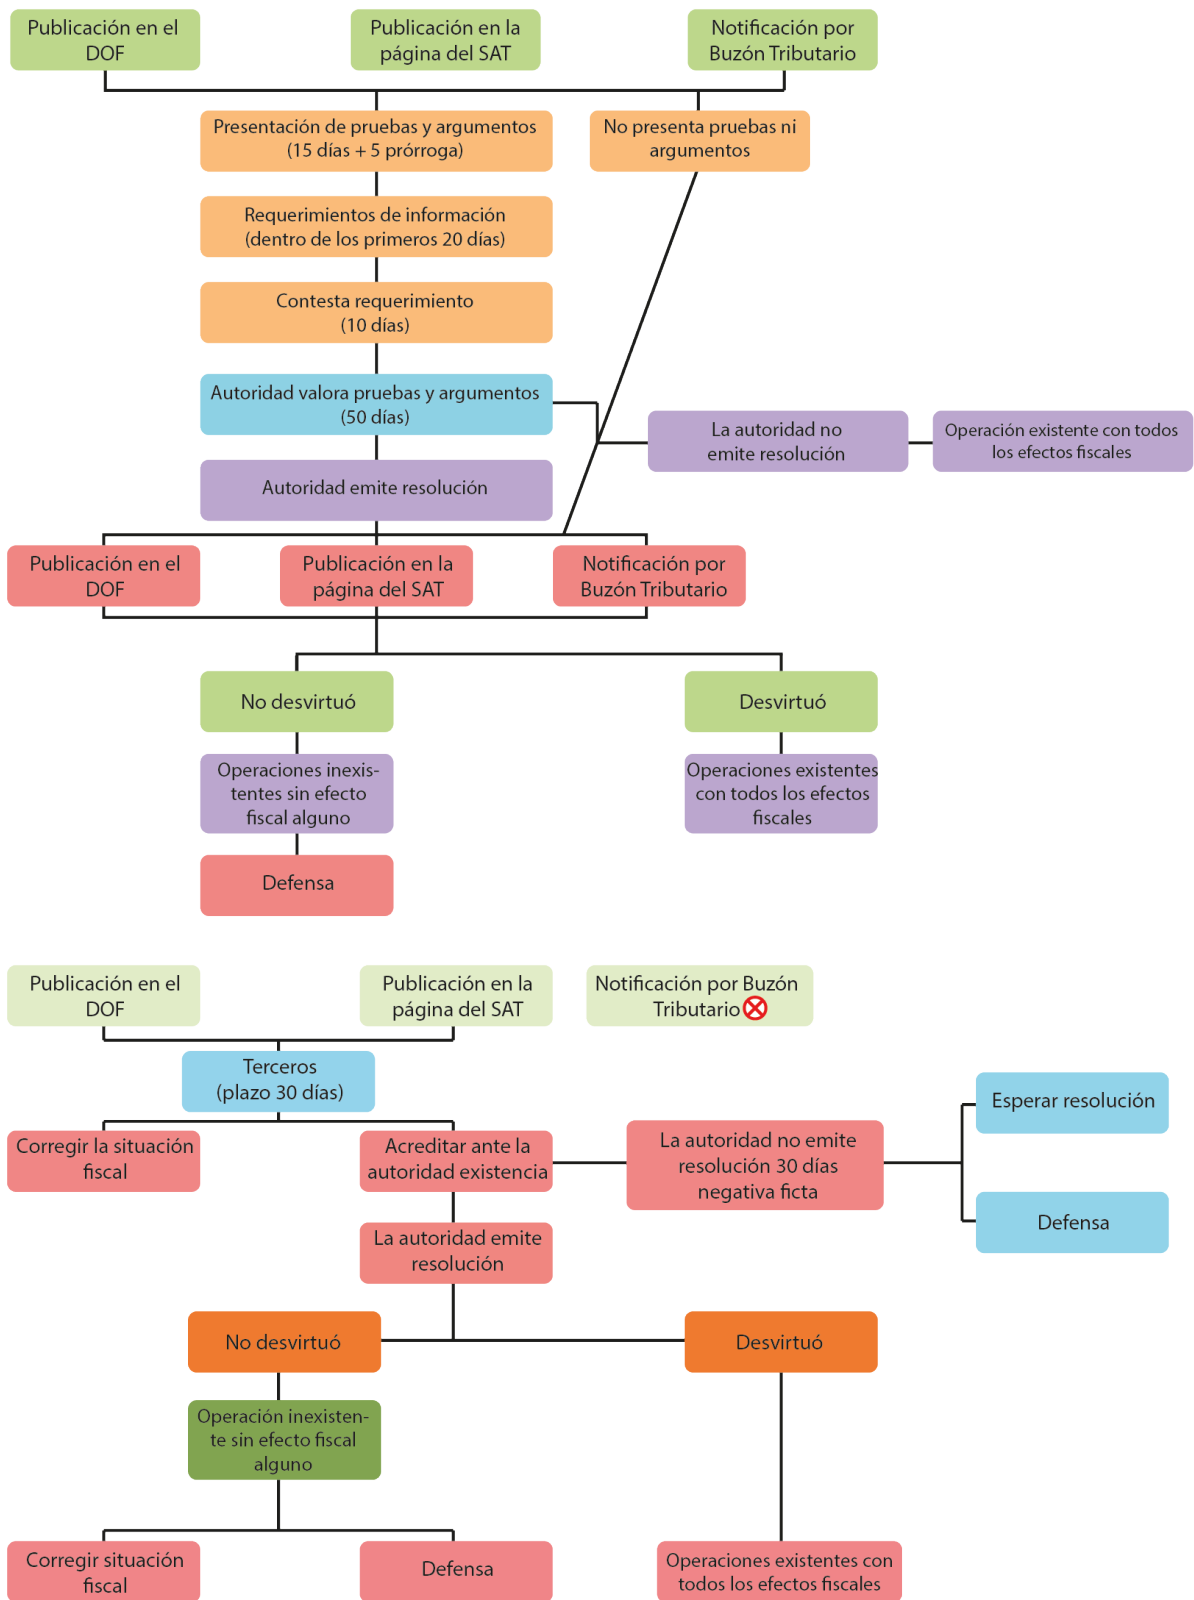 Publicación en el
DOF
Publicación en la
página del SAT
Notificación por
Buzón Tributario
Presentación de pruebas y argumentos
(15 días + 5 prórroga)
No presenta pruebas ni
argumentos
Requerimientos de información
(dentro de los primeros 20 días)
Contesta requerimiento
(10 días)
Autoridad valora pruebas y argumentos
(50 días)
La autoridad no
emite resolución
Operación existente con todos
los efectos fiscales
Autoridad emite resolución
Publicación en el
DOF
Publicación en la
página del SAT
Notificación por
Buzón Tributario
No desvirtuó
Desvirtuó
Operaciones inexis-
tentes sin efecto
fiscal alguno
Operaciones existentes
con todos los efectos
fiscales
Defensa
Publicación en el
DOF
Publicación en la
página del SAT
Notificación por Buzón
Tributario
Terceros
(plazo 30 días)
Corregir la situación
fiscal
Acreditar ante la
autoridad existencia
La autoridad no emite
resolución 30 días
negativa ficta
Esperar resolución
Defensa
La autoridad emite
resolución
No desvirtuó
Desvirtuó
Operación inexisten-
te sin efecto fiscal
alguno
Corregir situación
fiscal
Defensa
Operaciones existentes con
todos los efectos fiscales